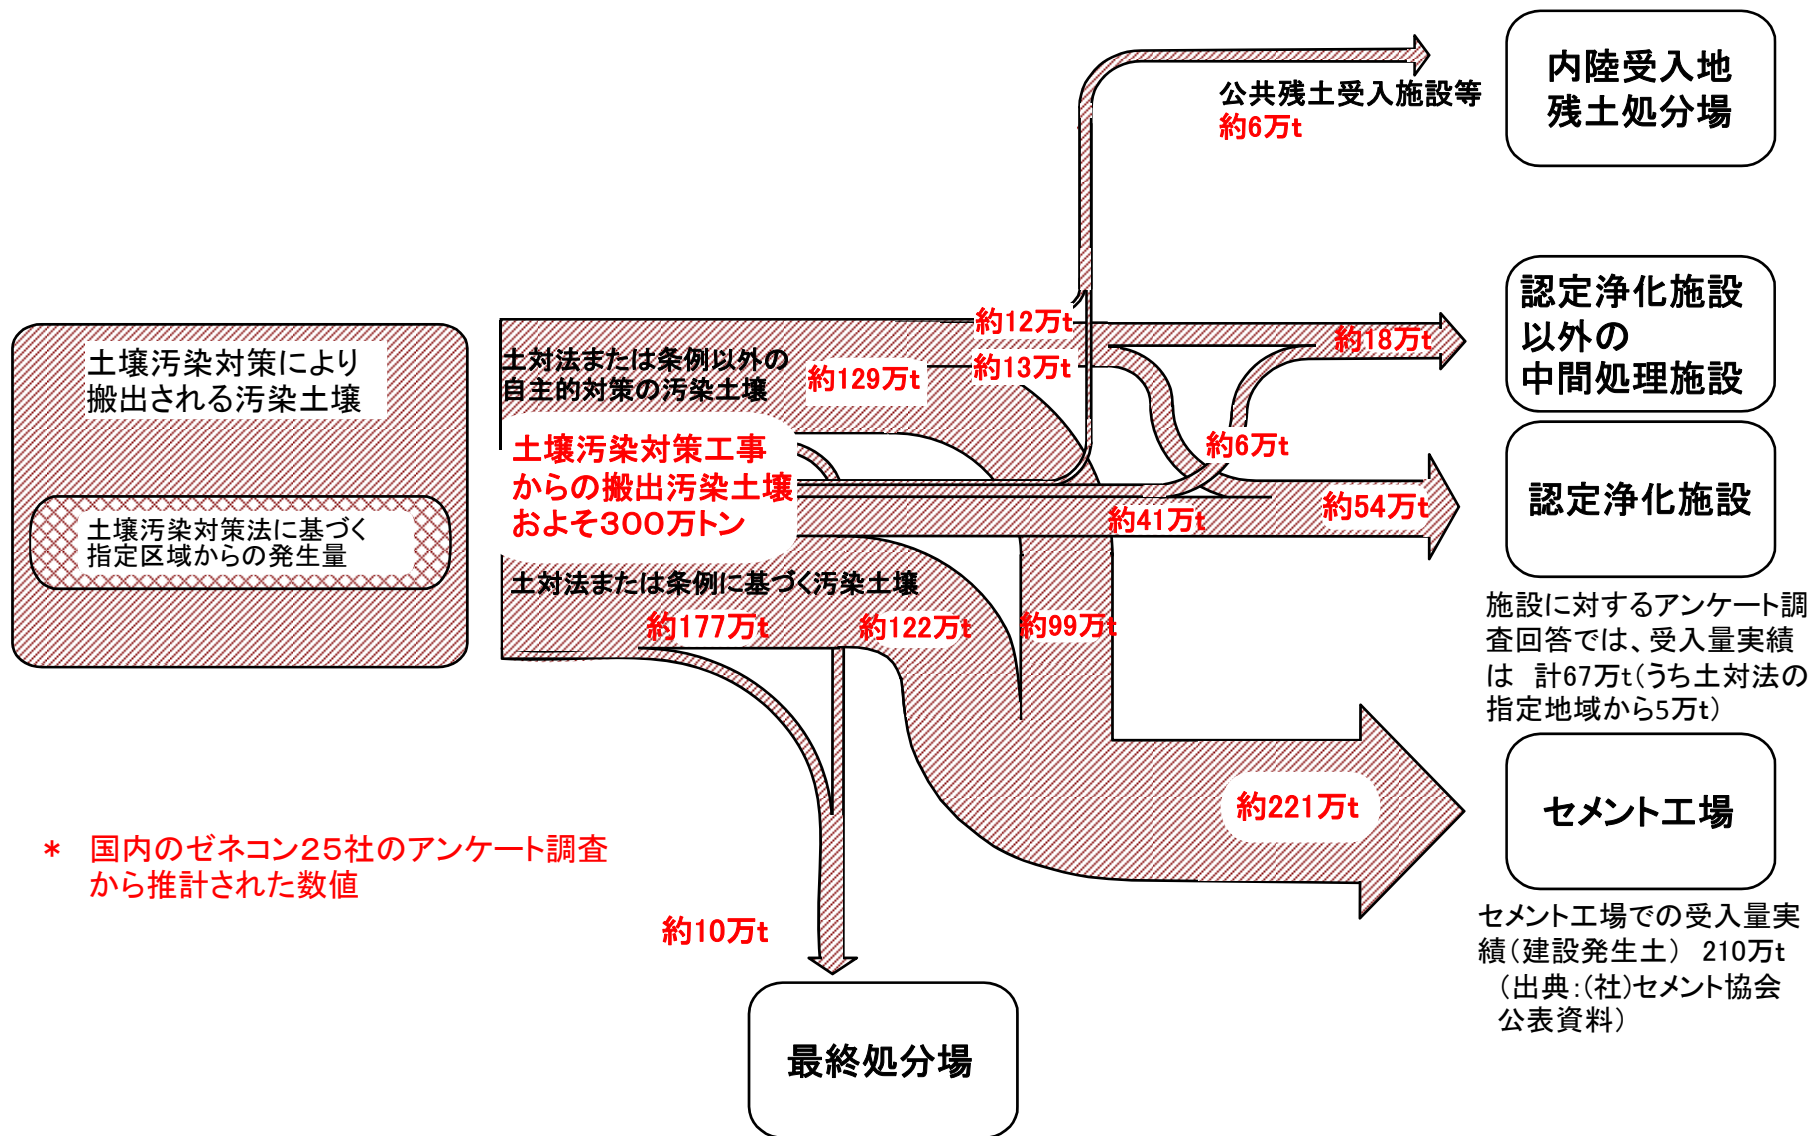 内陸受入地
残土処分場
公共残土受入施設等
約6万t
認定浄化施設
以外の
中間処理施設
約12万t
約18万t
土壌汚染対策により
搬出される汚染土壌
土対法または条例以外の
自主的対策の汚染土壌
約129万t
約13万t
土壌汚染対策工事
からの搬出汚染土壌
およそ300万トン
約6万t
約41万t
約54万t
認定浄化施設
土壌汚染対策法に基づく
指定区域からの発生量
土対法または条例に基づく汚染土壌
約177万t
約122万t
約99万t
施設に対するアンケート調
査回答では、受入量実績
は 計67万t(うち土対法の
指定地域から5万t)
約221万t
セメント工場
* 国内のゼネコン25社のアンケート調査
から推計された数値
約10万t
セメント工場での受入量実
績(建設発生土) 210万t
(出典:(社)セメント協会
公表資料)
最終処分場